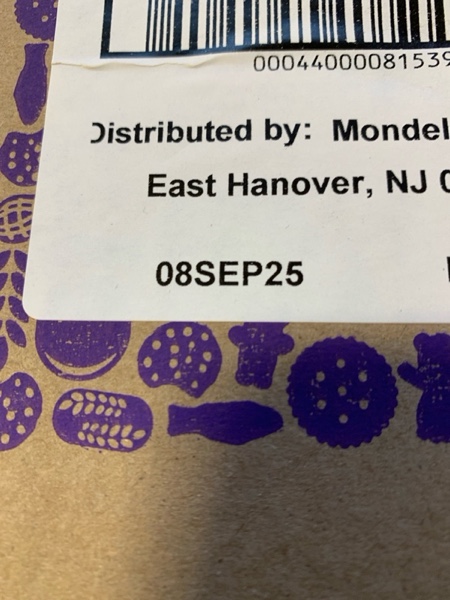 00044000081539
Distributed by: Mondel
East Hanover, NJ 0
08SEP25